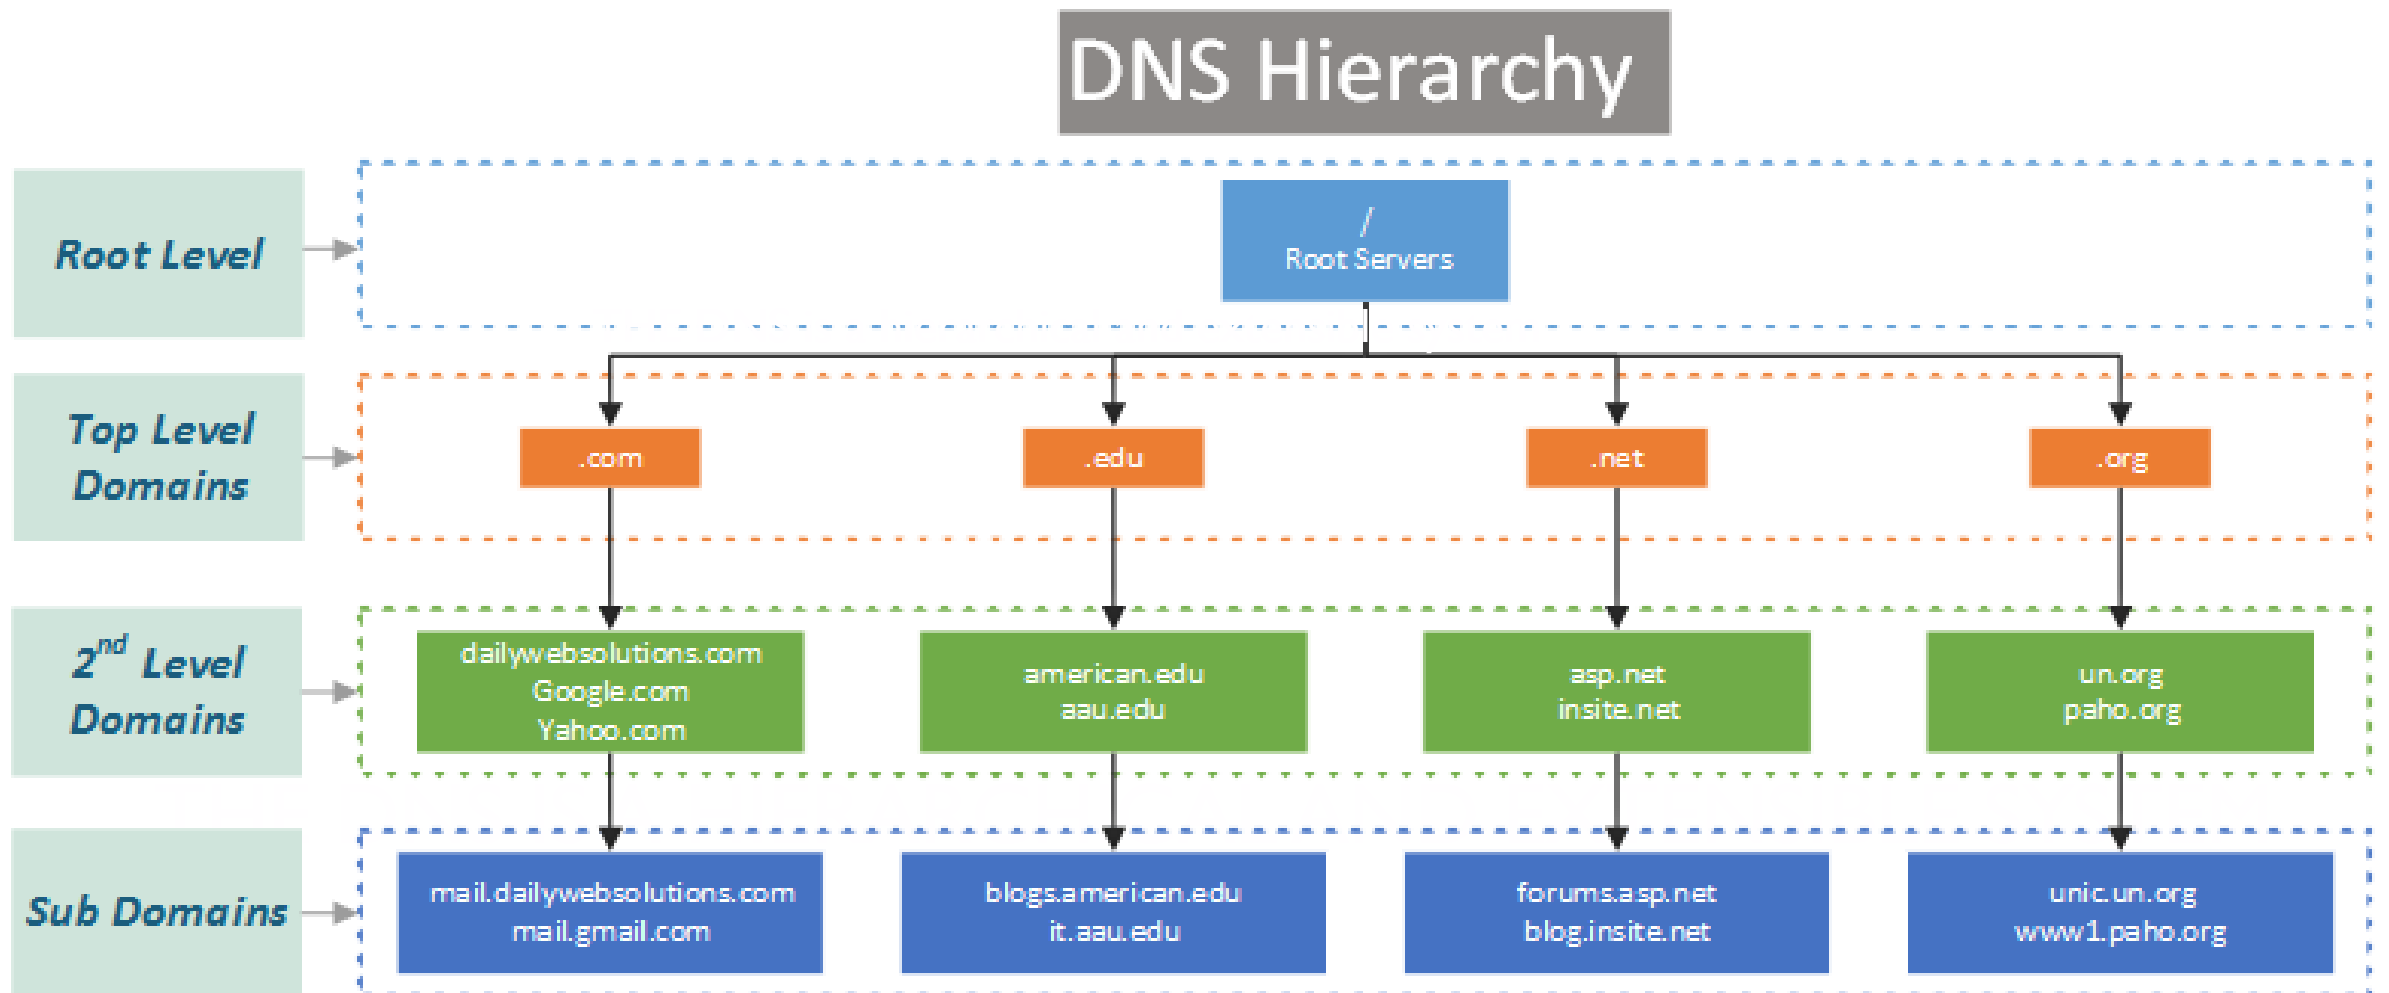 DNS Hierarchy
Root Level
/
Root Servers
Top Level
Domains
.com
.edu
.net
.org
2nd Level
Domains
dailywebsolutions.com
Google.com
Yahoo.com
american.edu
aau.edu
asp.net
insite.net
un.org
paho.org
Sub Domains
mail.dailywebsolutions.com
mail.gmail.com
blogs.american.edu
it.aau.edu
forums.asp.net
blog.insite.net
unic.un.org
www1.paho.org